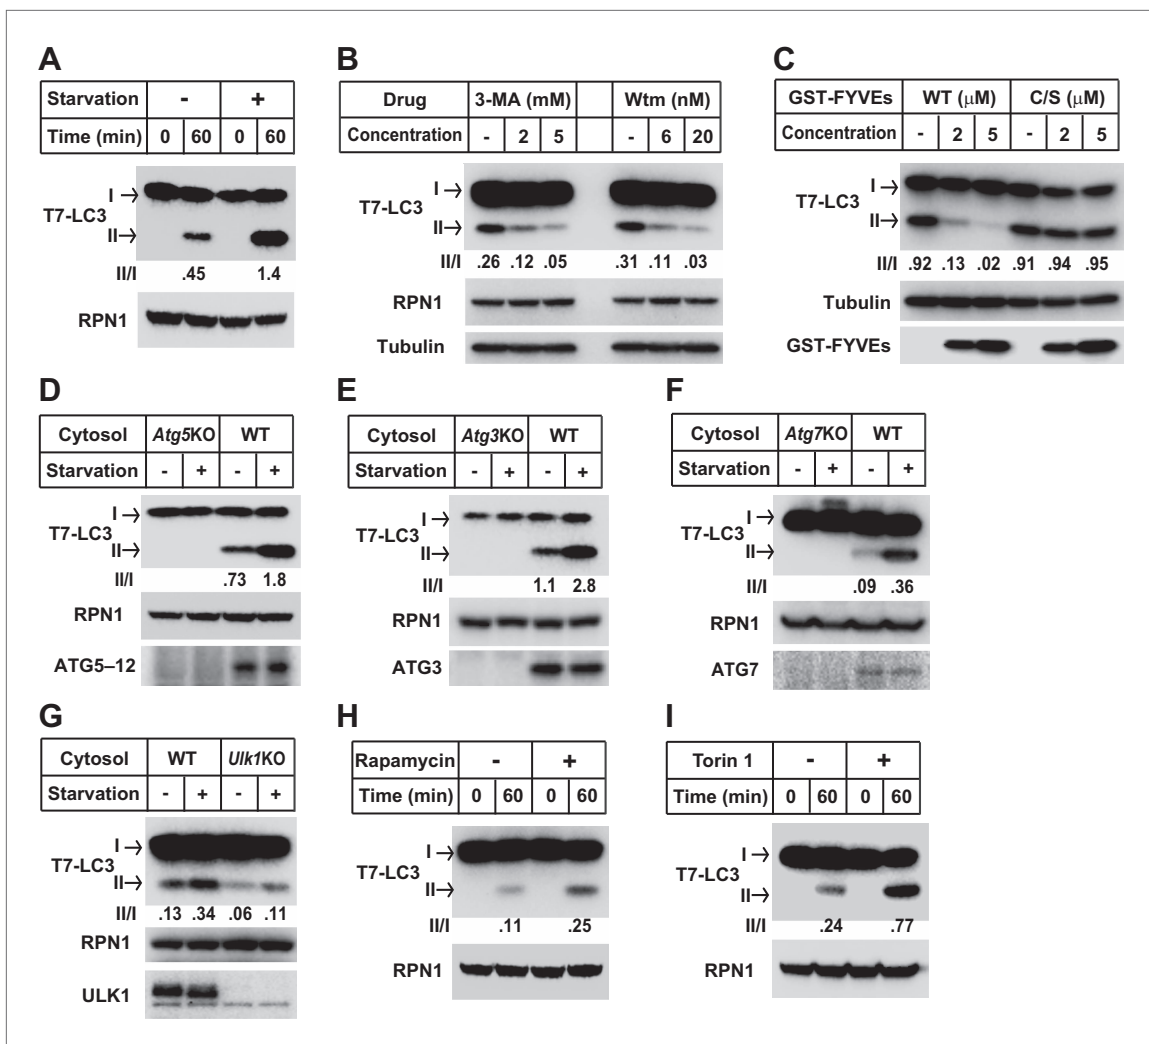 A
Starvation - +
Time (min) 0 60 0 60
I→
T7-LC3
II→
II/I .45 1.4
RPN1
B
Drug 3-MA (mM) Wtm (nM)
Concentration - 2 5 - 6 20
I→
T7-LC3
II→
II/I .26 .12 .05 .31 .11 .03
RPN1
Tubulin
C
GST-FYVEs WT (μM) C/S (μM)
Concentration - 2 5 - 2 5
I→
T7-LC3
II→
II/I .92 .13 .02 .91 .94 .95
Tubulin
GST-FYVEs
D
Cytosol Atg5KO WT
Starvation - + - +
I→
T7-LC3
II→
II/I .73 1.8
RPN1
ATG5–12
E
Cytosol Atg3KO WT
Starvation - + - +
I→
T7-LC3
II→
II/I 1.1 2.8
RPN1
ATG3
F
Cytosol Atg7KO WT
Starvation - + - +
I→
T7-LC3
II→
II/I .09 .36
RPN1
ATG7
G
Cytosol WT Ulk1KO
Starvation - + - +
I→
T7-LC3
II→
II/I .13 .34 .06 .11
RPN1
ULK1
H
Rapamycin - +
Time (min) 0 60 0 60
I→
T7-LC3
II→
II/I .11 .25
RPN1
I
Torin 1 - +
Time (min) 0 60 0 60
I→
T7-LC3
II→
II/I .24 .77
RPN1